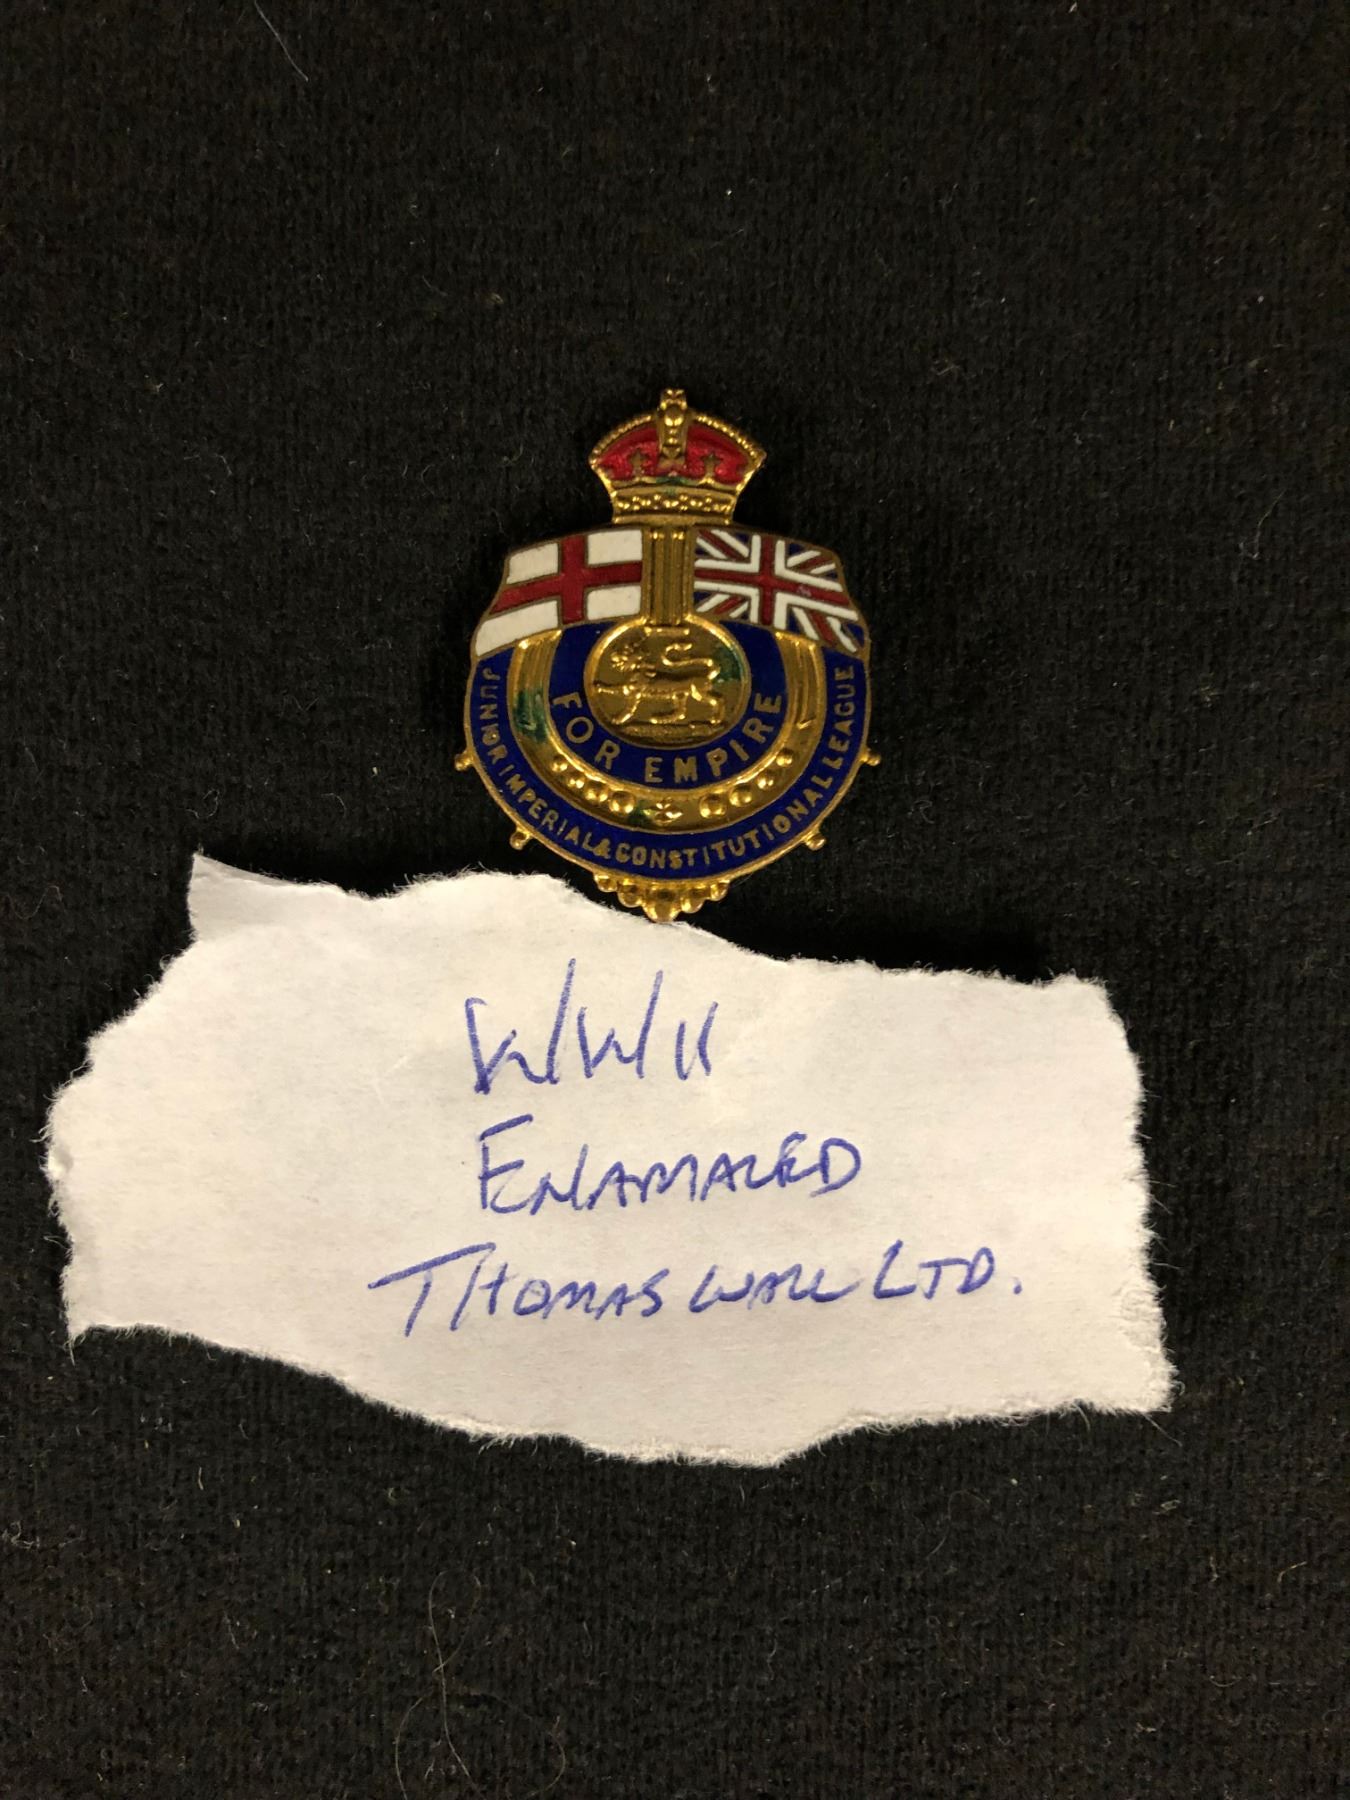 FOR EMPIRE
JUNIOR IMPERIAL & CONSTITUTIONAL LEAGUE
WWII
ENAMALED
THOMAS WALL LTD.